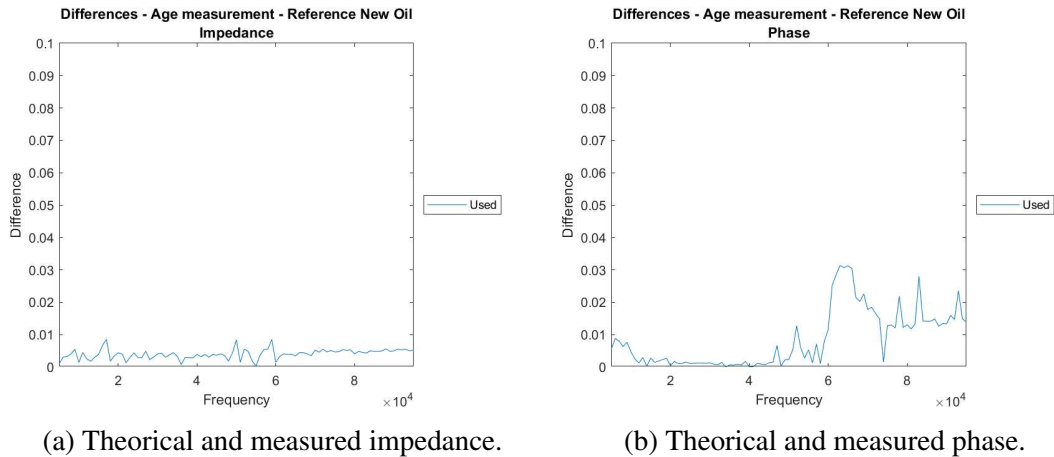 Differences - Age measurement - Reference New Oil
Impedance
0.1
0.09
0.08
0.07
0.06
0.05
0.04
0.03
0.02
0.01
0
Difference
2
4
6
8
Frequency
×10⁴
Used
Differences - Age measurement - Reference New Oil
Phase
0.1
0.09
0.08
0.07
0.06
0.05
0.04
0.03
0.02
0.01
0
Difference
2
4
6
8
Frequency
×10⁴
Used
(a) Theorical and measured impedance.
(b) Theorical and measured phase.